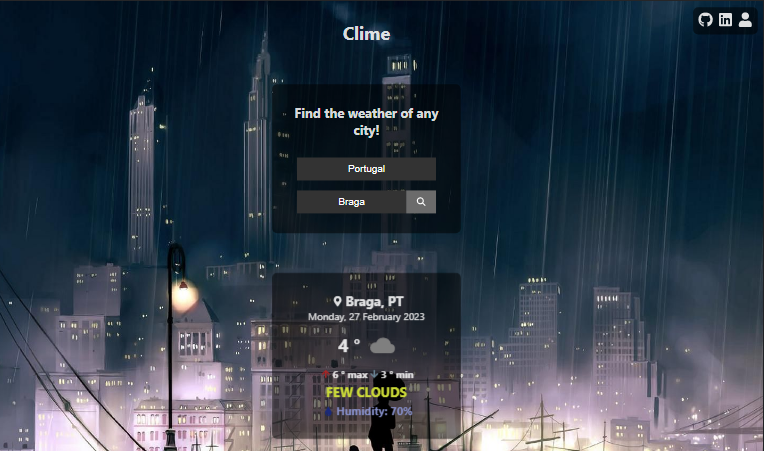 Clime
Find the weather of any
city!
Portugal
Braga
Braga, PT
Monday, 27 February 2023
4 °
6 ° max 3 ° min
FEW CLOUDS
Humidity: 70%